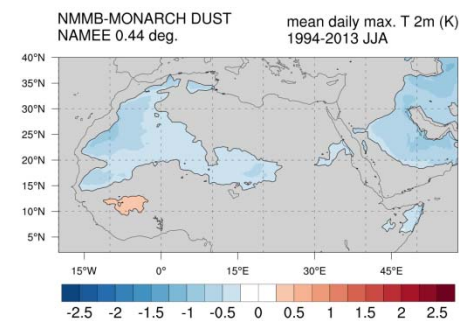 NMMB-MONARCH DUST
NAMEE 0.44 deg.
mean daily max. T 2m (K)
1994-2013 JJA
40°N
35°N
30°N
25°N
20°N
15°N
10°N
5°N
15°W 0° 15°E 30°E 45°E
-2.5 -2 -1.5 -1 -0.5 0 0.5 1 1.5 2 2.5